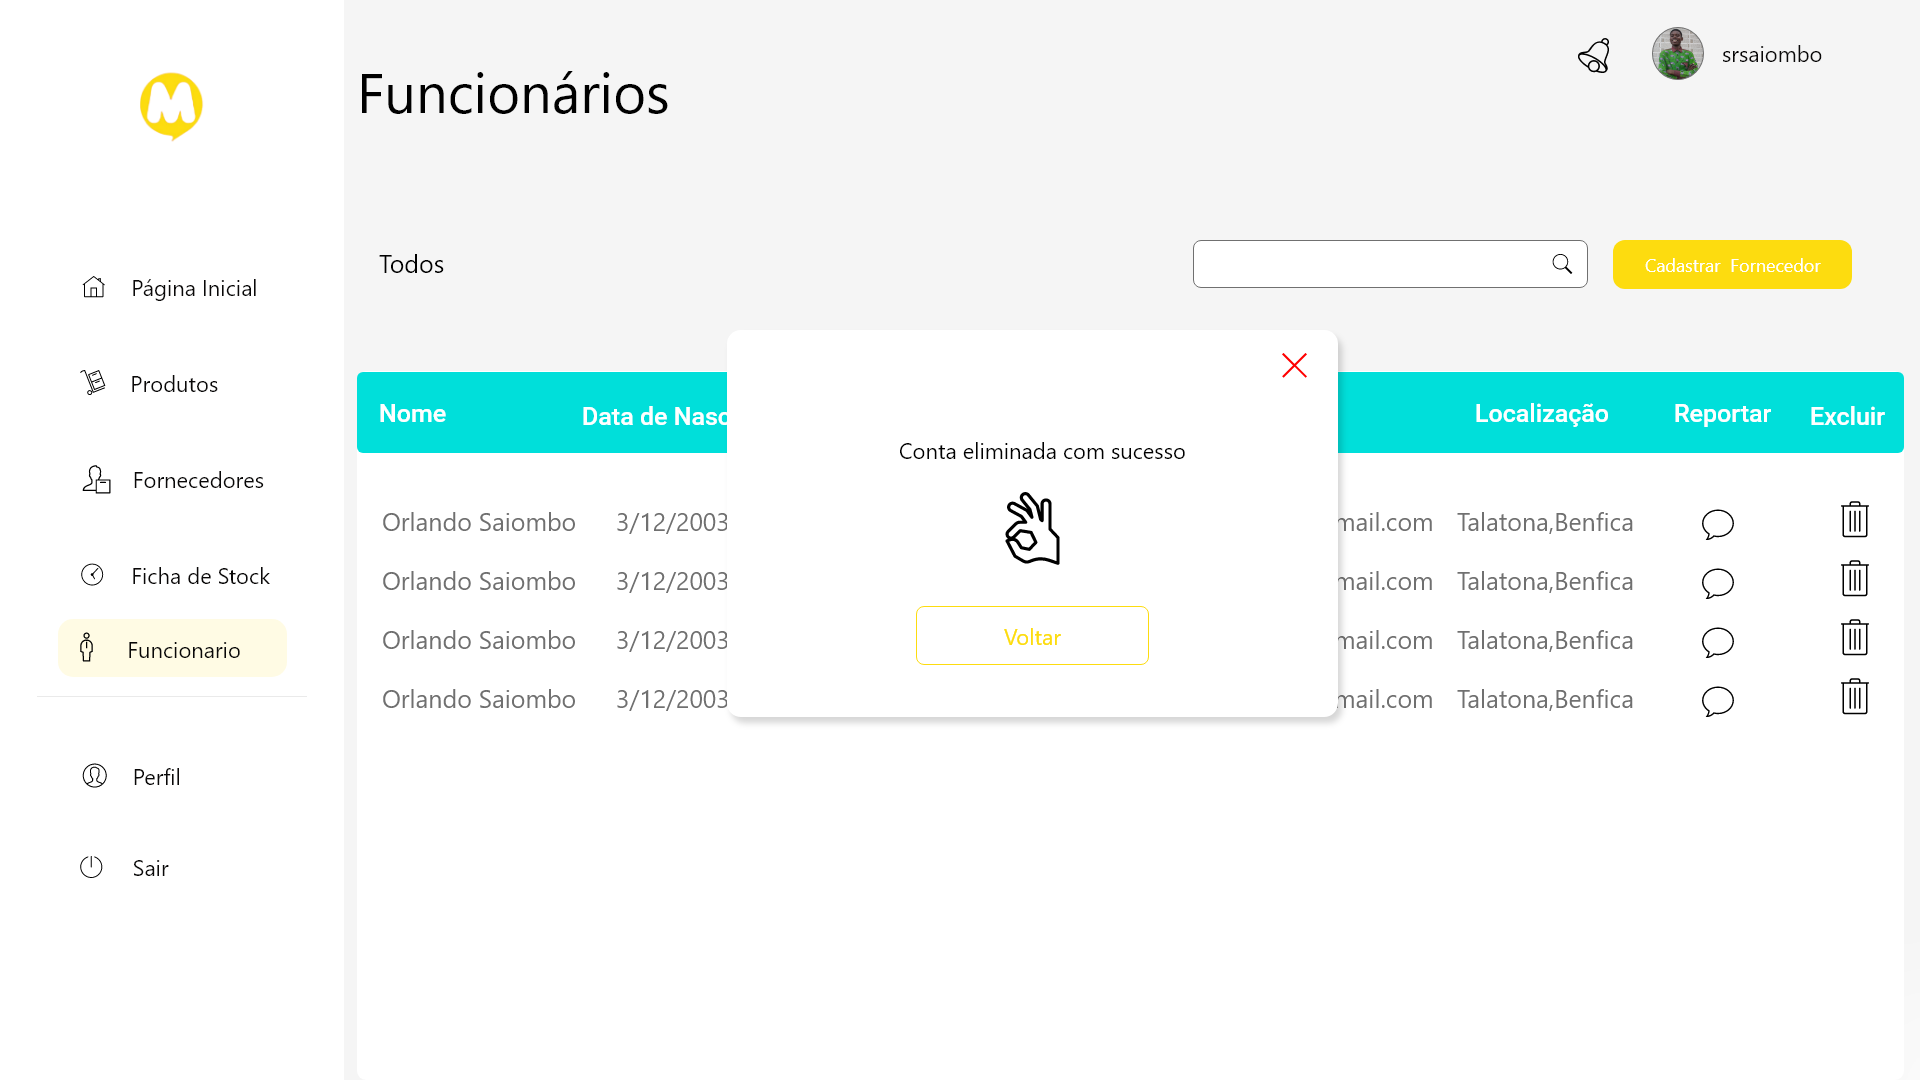 srsaiombo
Funcionários
Todos
Cadastrar Fornecedor
Página Inicial
Produtos
Fornecedores
Ficha de Stock
Funcionario
Perfil
Sair
Nome Data de Nasc Localização Reportar Excluir
Orlando Saiombo 3/12/2003 mail.com Talatona,Benfica
Orlando Saiombo 3/12/2003 mail.com Talatona,Benfica
Orlando Saiombo 3/12/2003 mail.com Talatona,Benfica
Orlando Saiombo 3/12/2003 mail.com Talatona,Benfica
Conta eliminada com sucesso
Voltar